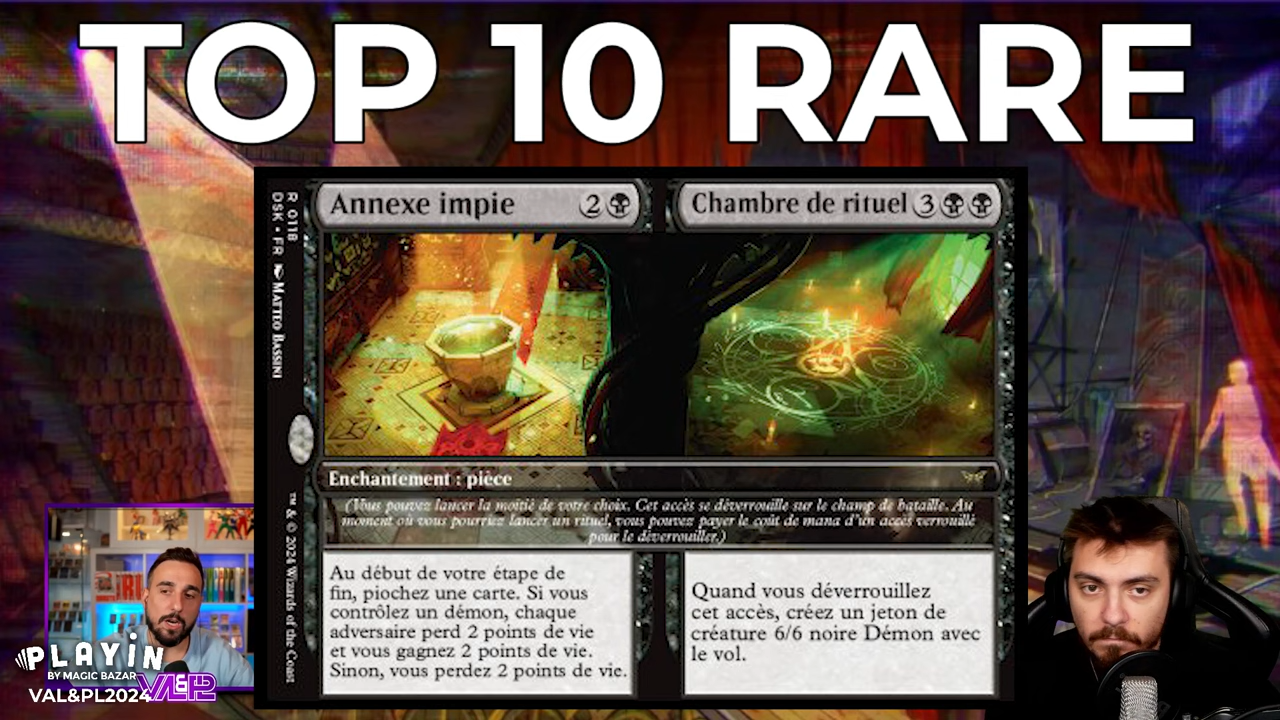 TOP 10 RARE
Annexe impie 2
Chambre de rituel 3
R 0118
DSK • FR MATTEO BASSINI
™ & © 2024 Wizards of the Coast
Enchantement : pièce
(Vous pouvez lancer la moitié de votre choix. Cet accès se déverrouille sur le champ de bataille. Au
moment où vous pourriez lancer un rituel, vous pouvez payer le coût de mana d'un accès verrouillé
pour le déverrouiller.)
Au début de votre étape de
fin, piochez une carte. Si vous
contrôlez un démon, chaque
adversaire perd 2 points de vie
et vous gagnez 2 points de vie.
Sinon, vous perdez 2 points de vie.
Quand vous déverrouillez
cet accès, créez un jeton de
créature 6/6 noire Démon avec
le vol.
PLAYIN
BY MAGIC BAZAR
VAL&PL2024
VAL&PL